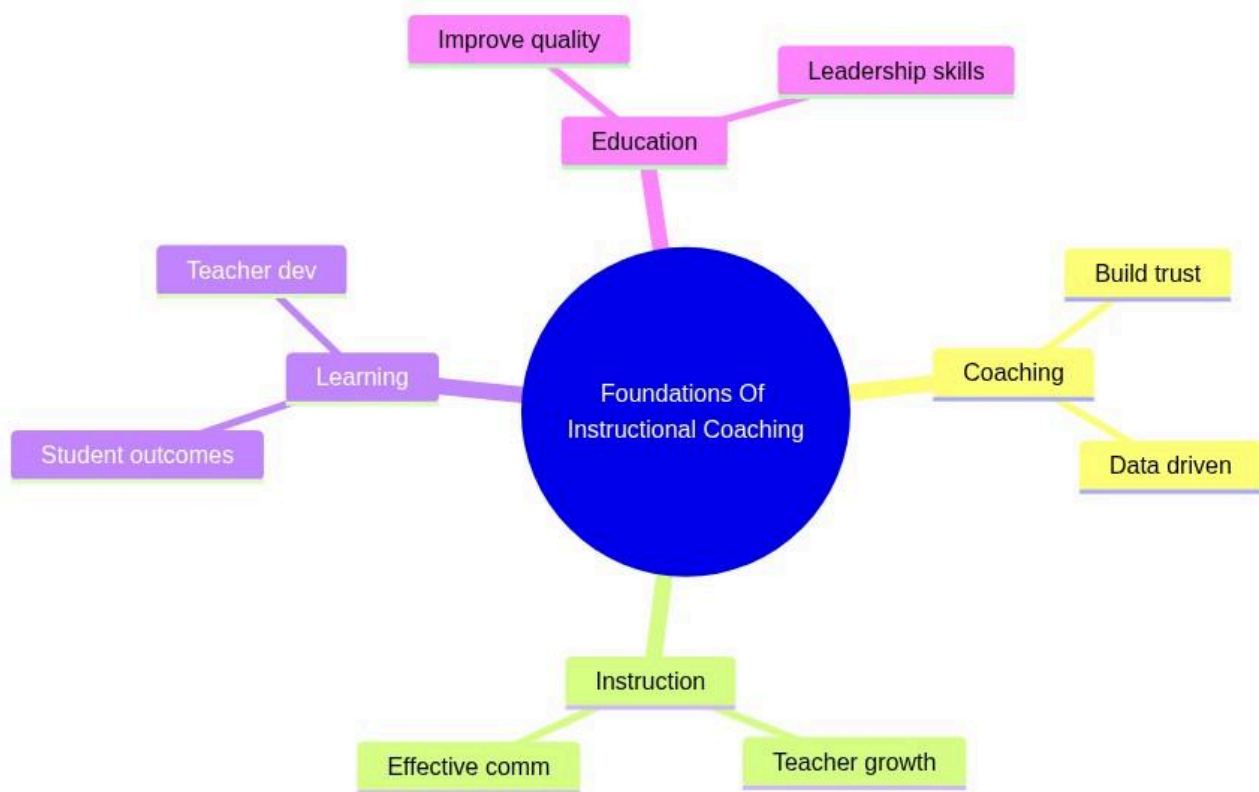 Improve quality
Leadership skills
Education
Teacher dev
Build trust
Learning
Coaching
Foundations Of
Instructional Coaching
Student outcomes
Data driven
Instruction
Effective comm
Teacher growth